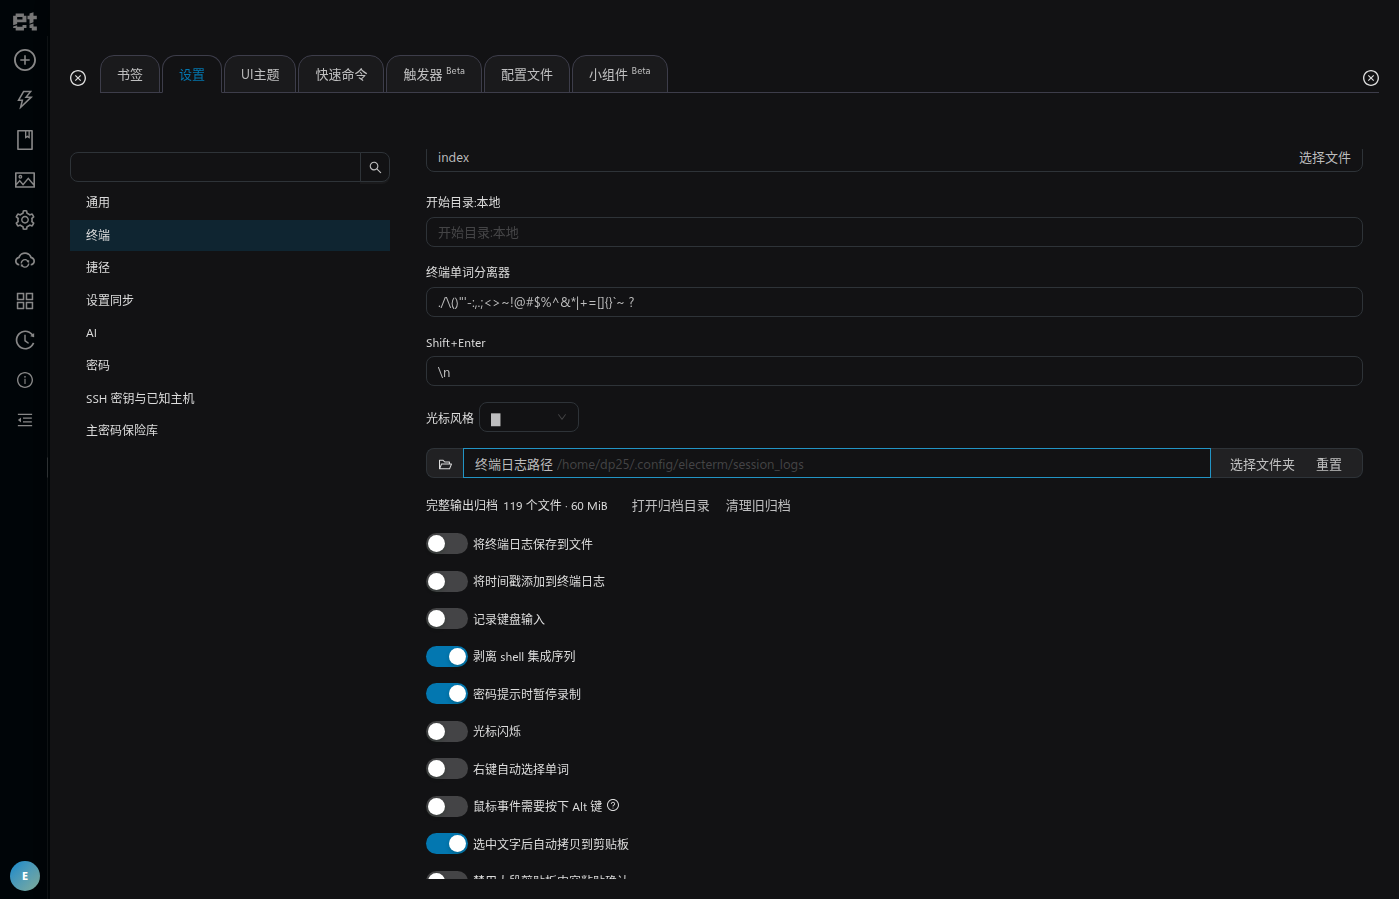 et
书签 设置 UI主题 快速命令 触发器 Beta 配置文件 小组件 Beta
通用
终端
捷径
设置同步
AI
密码
SSH 密钥与已知主机
主密码保险库
index 选择文件
开始目录:本地
开始目录:本地
终端单词分离器
./\()"'-:,.;<>~!@#$%^&*|+=[]{}`~ ?
Shift+Enter
\n
光标风格
终端日志路径 /home/dp25/.config/electerm/session_logs 选择文件夹 重置
完整输出归档 119 个文件 · 60 MiB 打开归档目录 清理旧归档
将终端日志保存到文件
将时间戳添加到终端日志
记录键盘输入
剥离 shell 集成序列
密码提示时暂停录制
光标闪烁
右键自动选择单词
鼠标事件需要按下 Alt 键
选中文字后自动拷贝到剪贴板
E